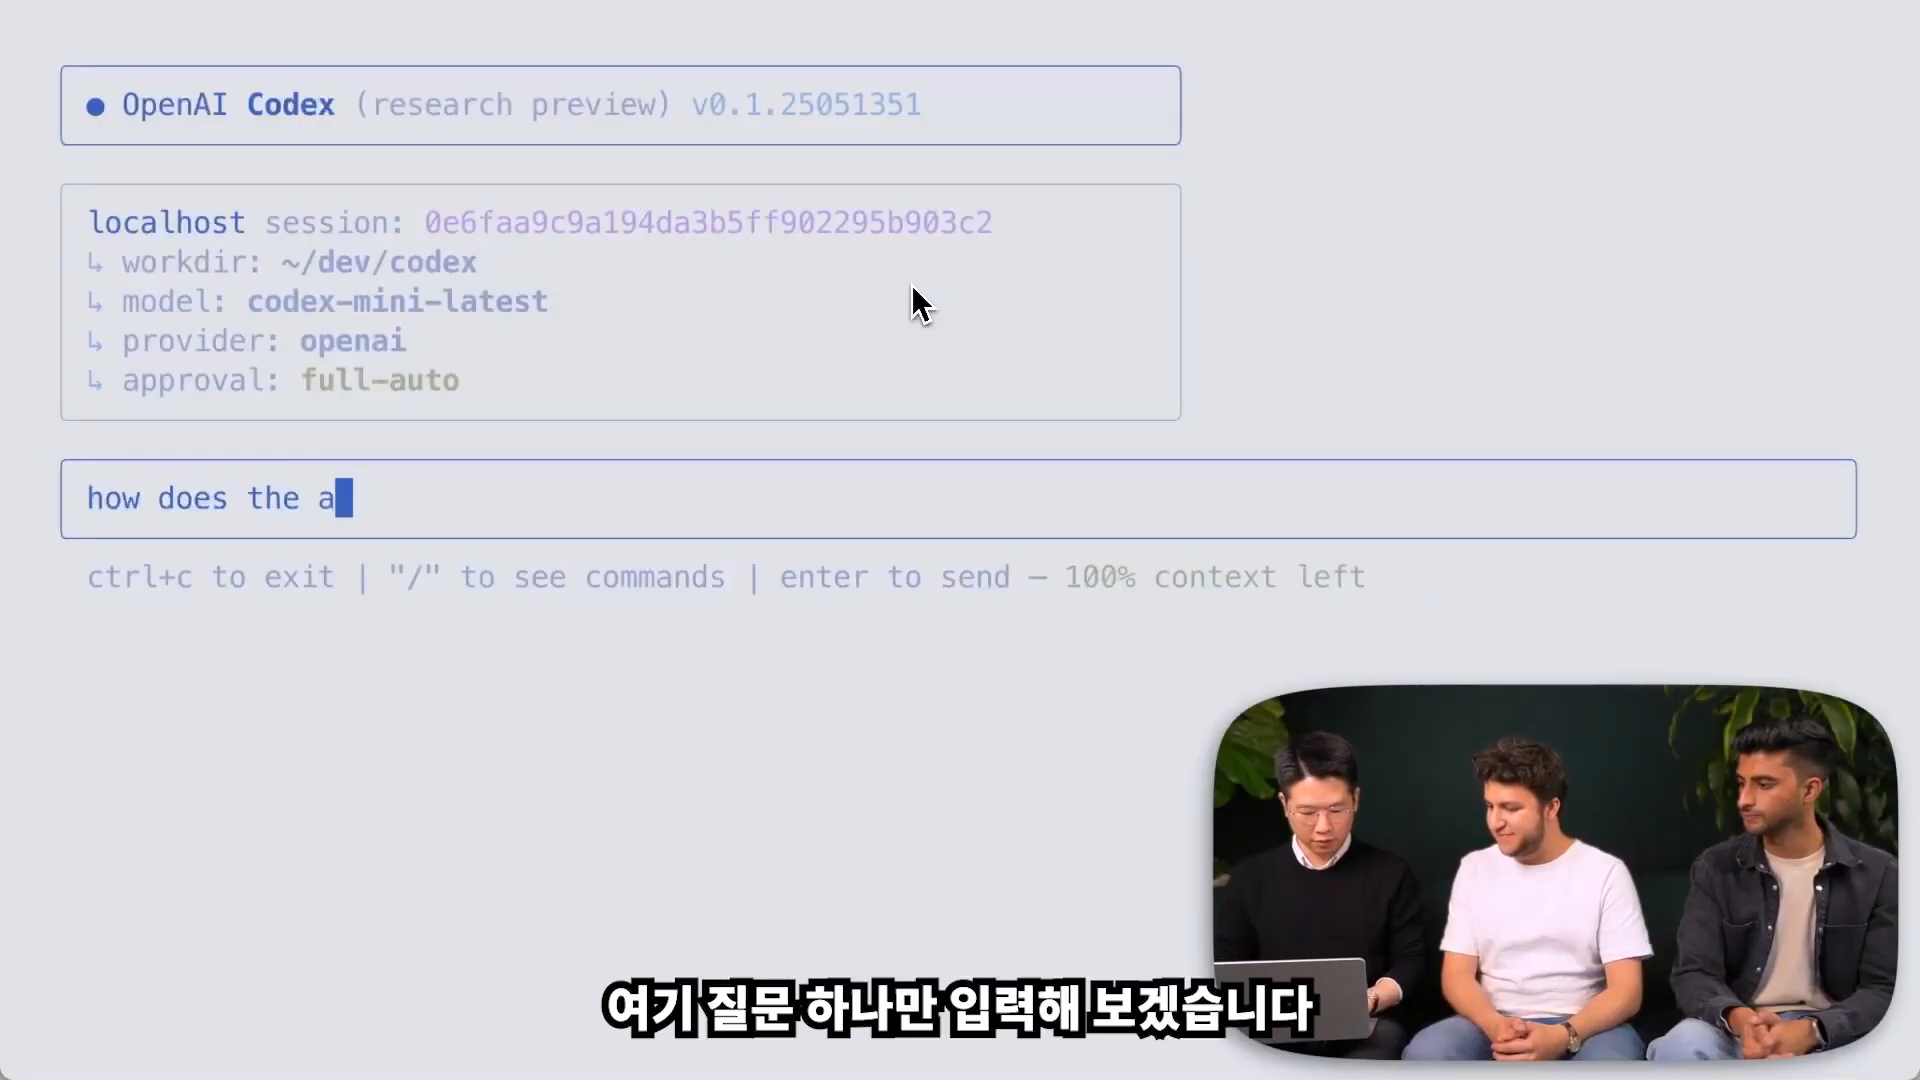 ● OpenAI Codex (research preview) v0.1.25051351
localhost session: 0e6faa9c9a194da3b5ff902295b903c2
↳ workdir: ~/dev/codex
↳ model: codex-mini-latest
↳ provider: openai
↳ approval: full-auto
how does the a
ctrl+c to exit | "/" to see commands | enter to send — 100% context left
여기 질문 하나만 입력해 보겠습니다